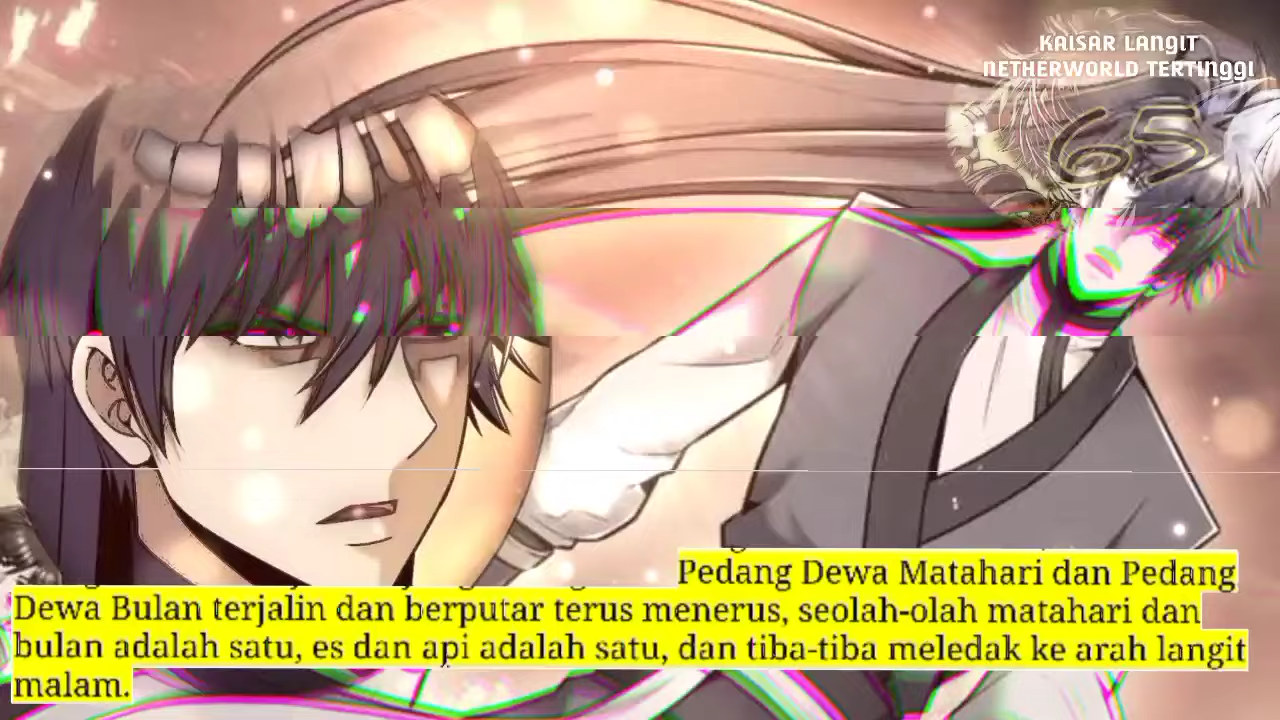 KAISAR LANGIT
NETHERWORLD TERTINGGI
65
Pedang Dewa Matahari dan Pedang
Dewa Bulan terjalin dan berputar terus menerus, seolah-olah matahari dan
bulan adalah satu, es dan api adalah satu, dan tiba-tiba meledak ke arah langit
malam.